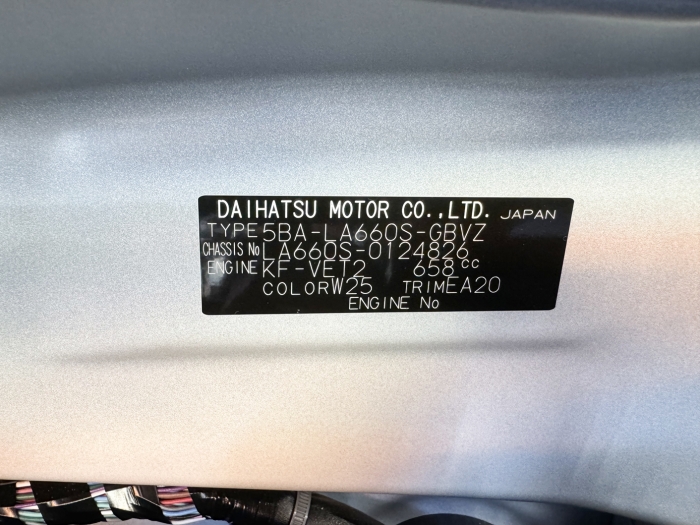 DAIHATSU MOTOR CO.,LTD. JAPAN
TYPE 5BA-LA660S-GBVZ
CHASSIS No LA660S-0124826
ENGINE KF-VET2 658cc
COLOR W25 TRIM EA20
ENGINE No